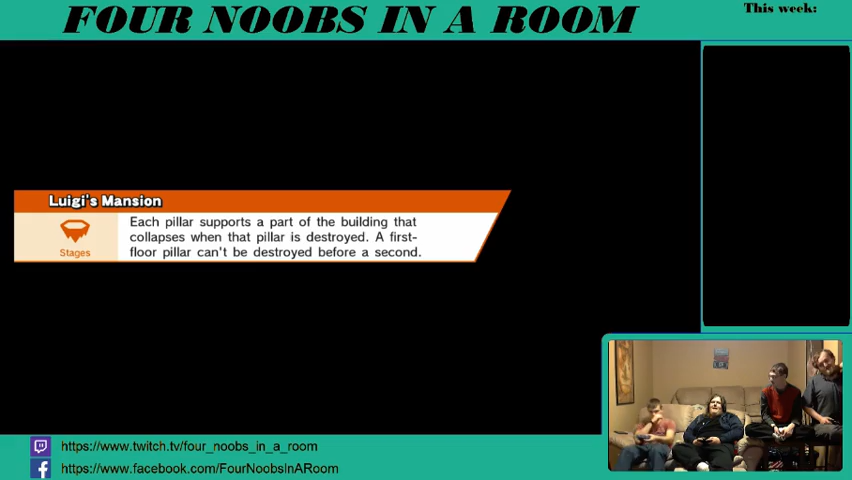 FOUR NOOBS IN A ROOM
This week:
Luigi's Mansion
Each pillar supports a part of the building that
collapses when that pillar is destroyed. A first-
floor pillar can't be destroyed before a second.
Stages
https://www.twitch.tv/four_noobs_in_a_room
https://www.facebook.com/FourNoobsInARoom